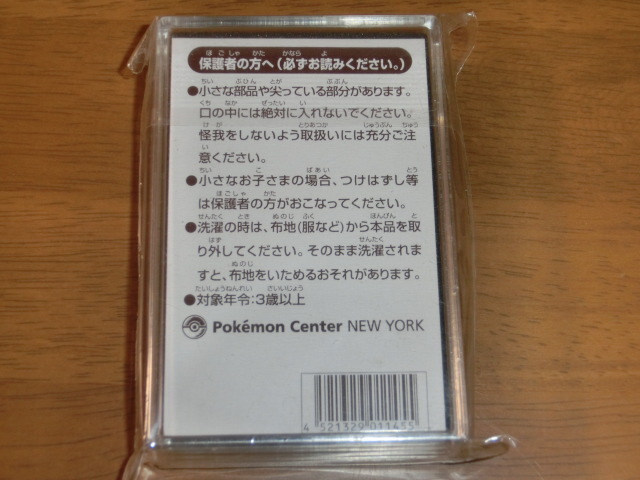 保護者の方へ(必ずお読みください。)
●小さな部品や尖っている部分があります。
口の中には絶対に入れないでください。
怪我をしないよう取扱いには充分ご注
意ください。
●小さなお子さまの場合、つけはずし等
は保護者の方がおこなってください。
●洗濯の時は、布地(服など)から本品を取
り外してください。そのまま洗濯されま
すと、布地をいためるおそれがあります。
●対象年令:3歳以上
Pokémon Center NEW YORK
4 521329 011455